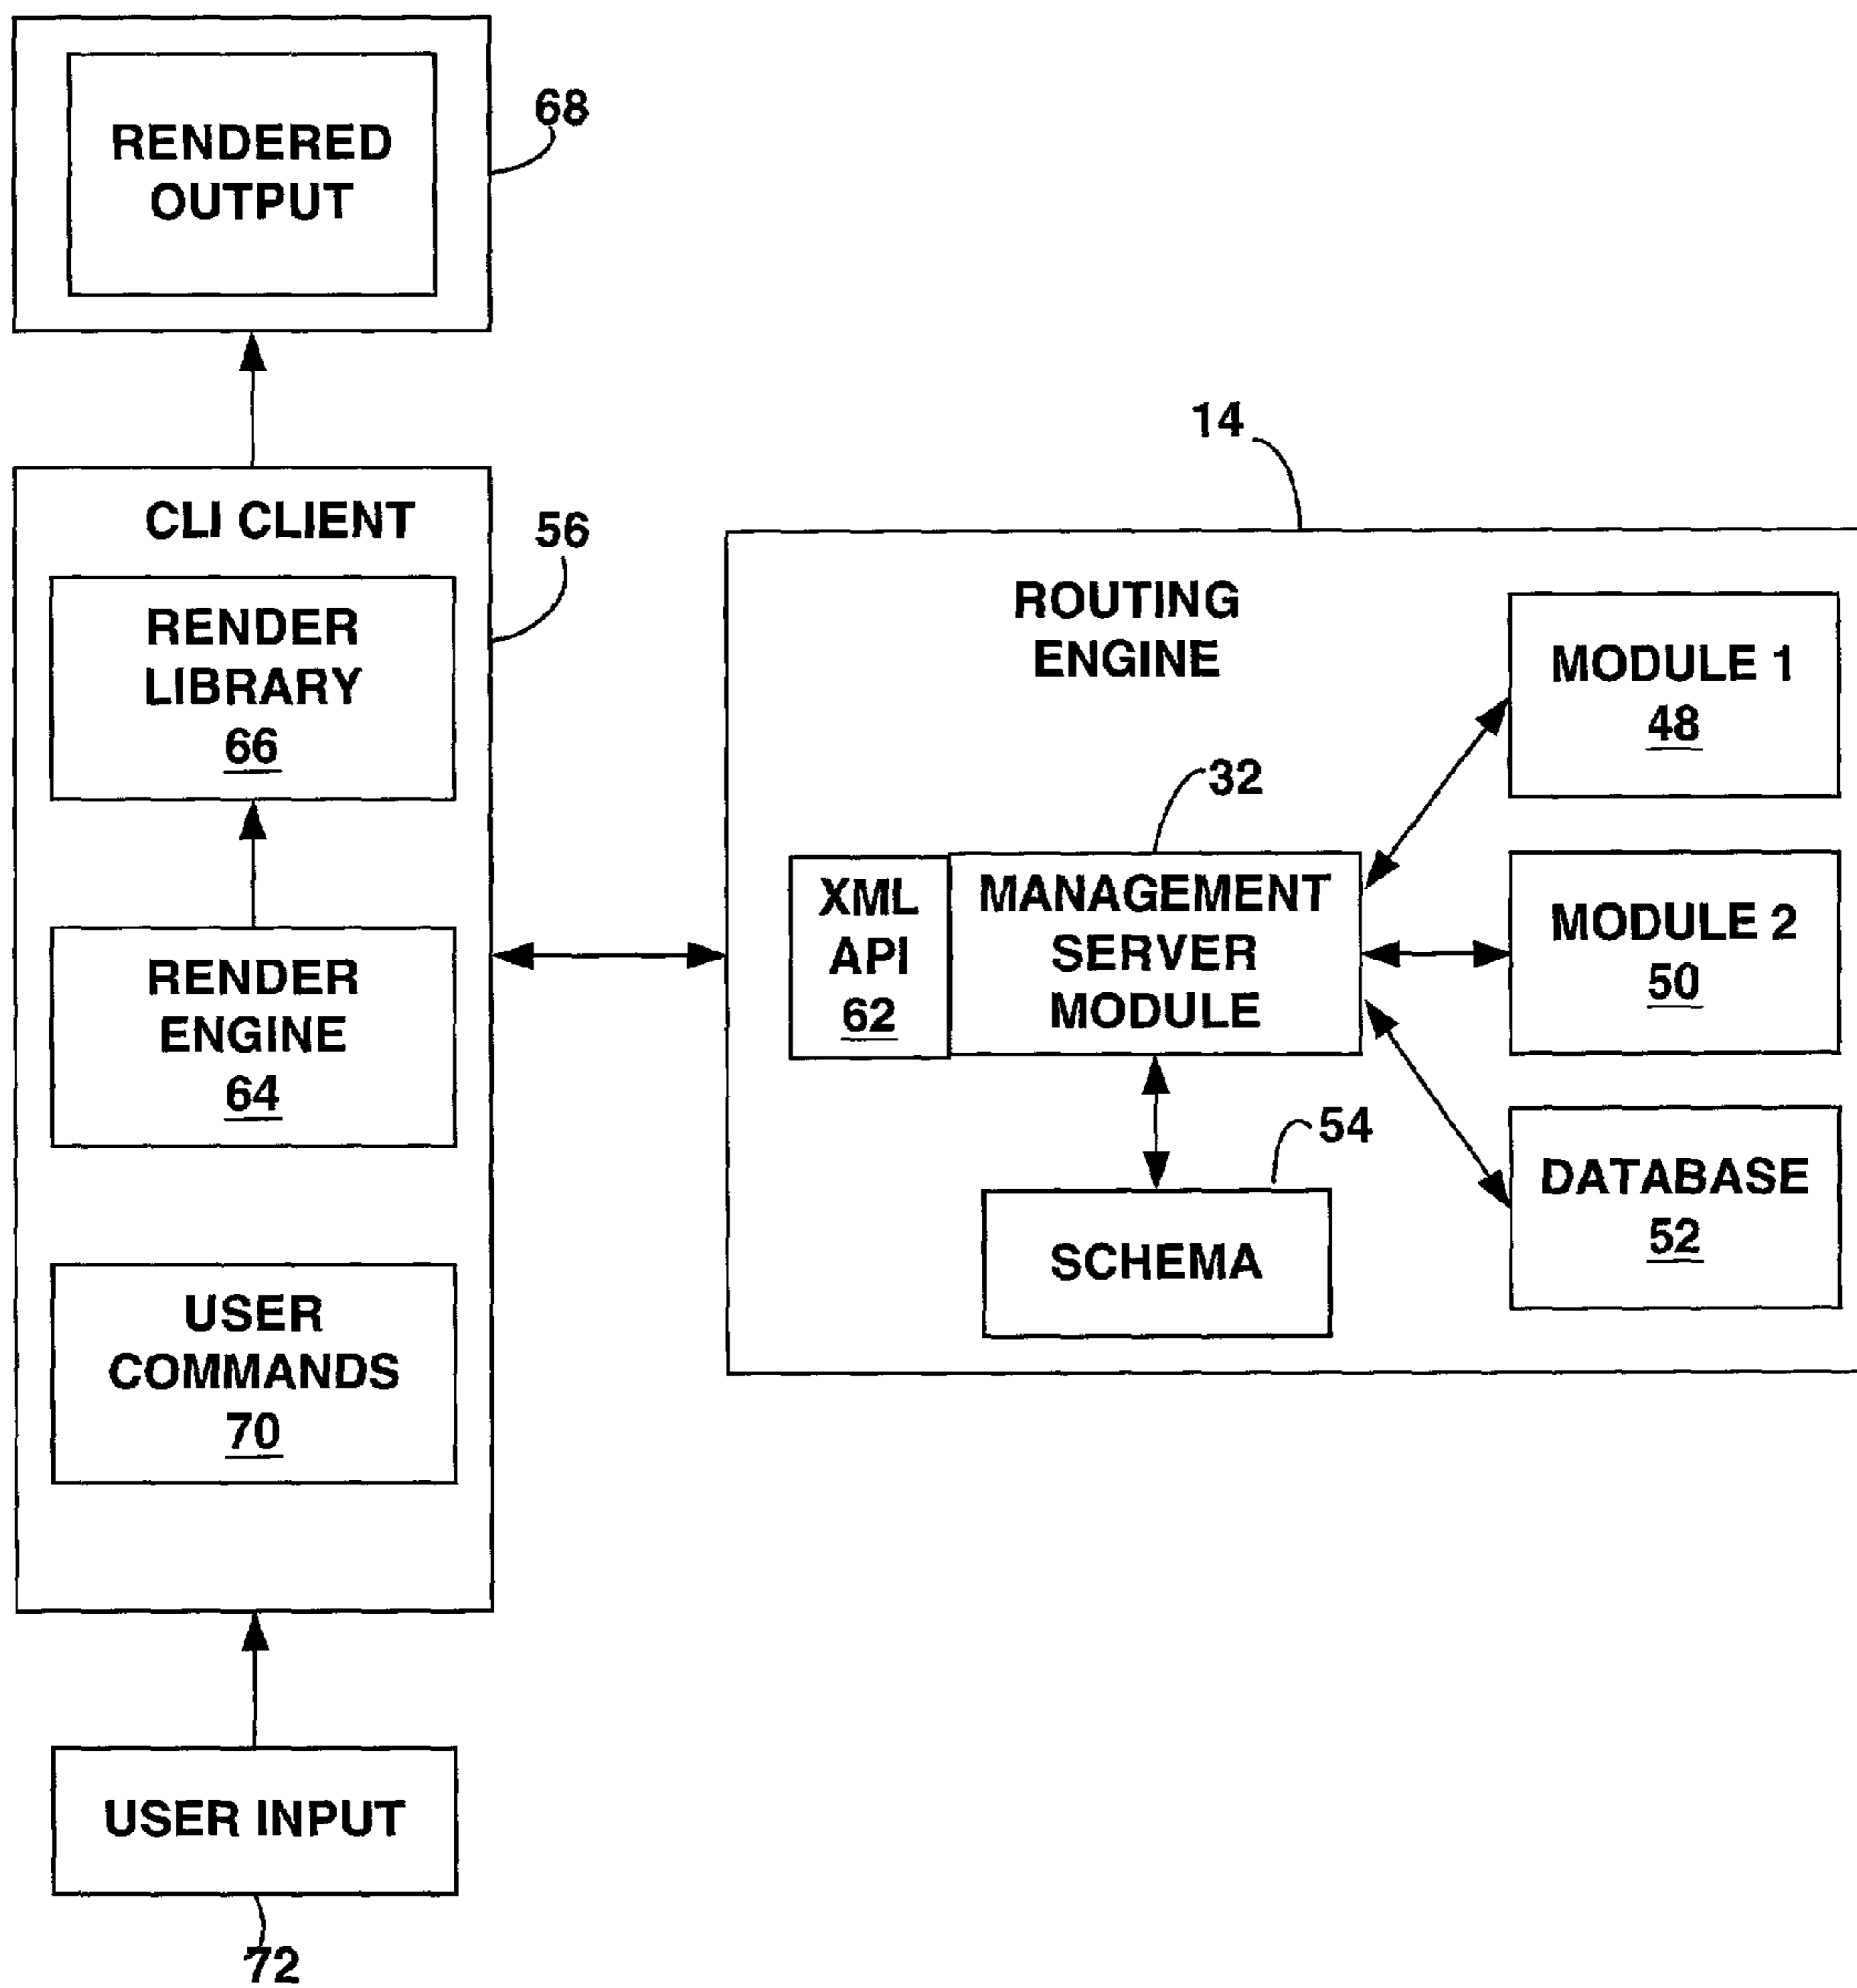 RENDERED
OUTPUT
68
CLI CLIENT
56
RENDER
LIBRARY
66
RENDER
ENGINE
64
USER
COMMANDS
70
USER INPUT
72
14
ROUTING
ENGINE
32
XML
API
62
MANAGEMENT
SERVER
MODULE
54
SCHEMA
MODULE 1
48
MODULE 2
50
DATABASE
52